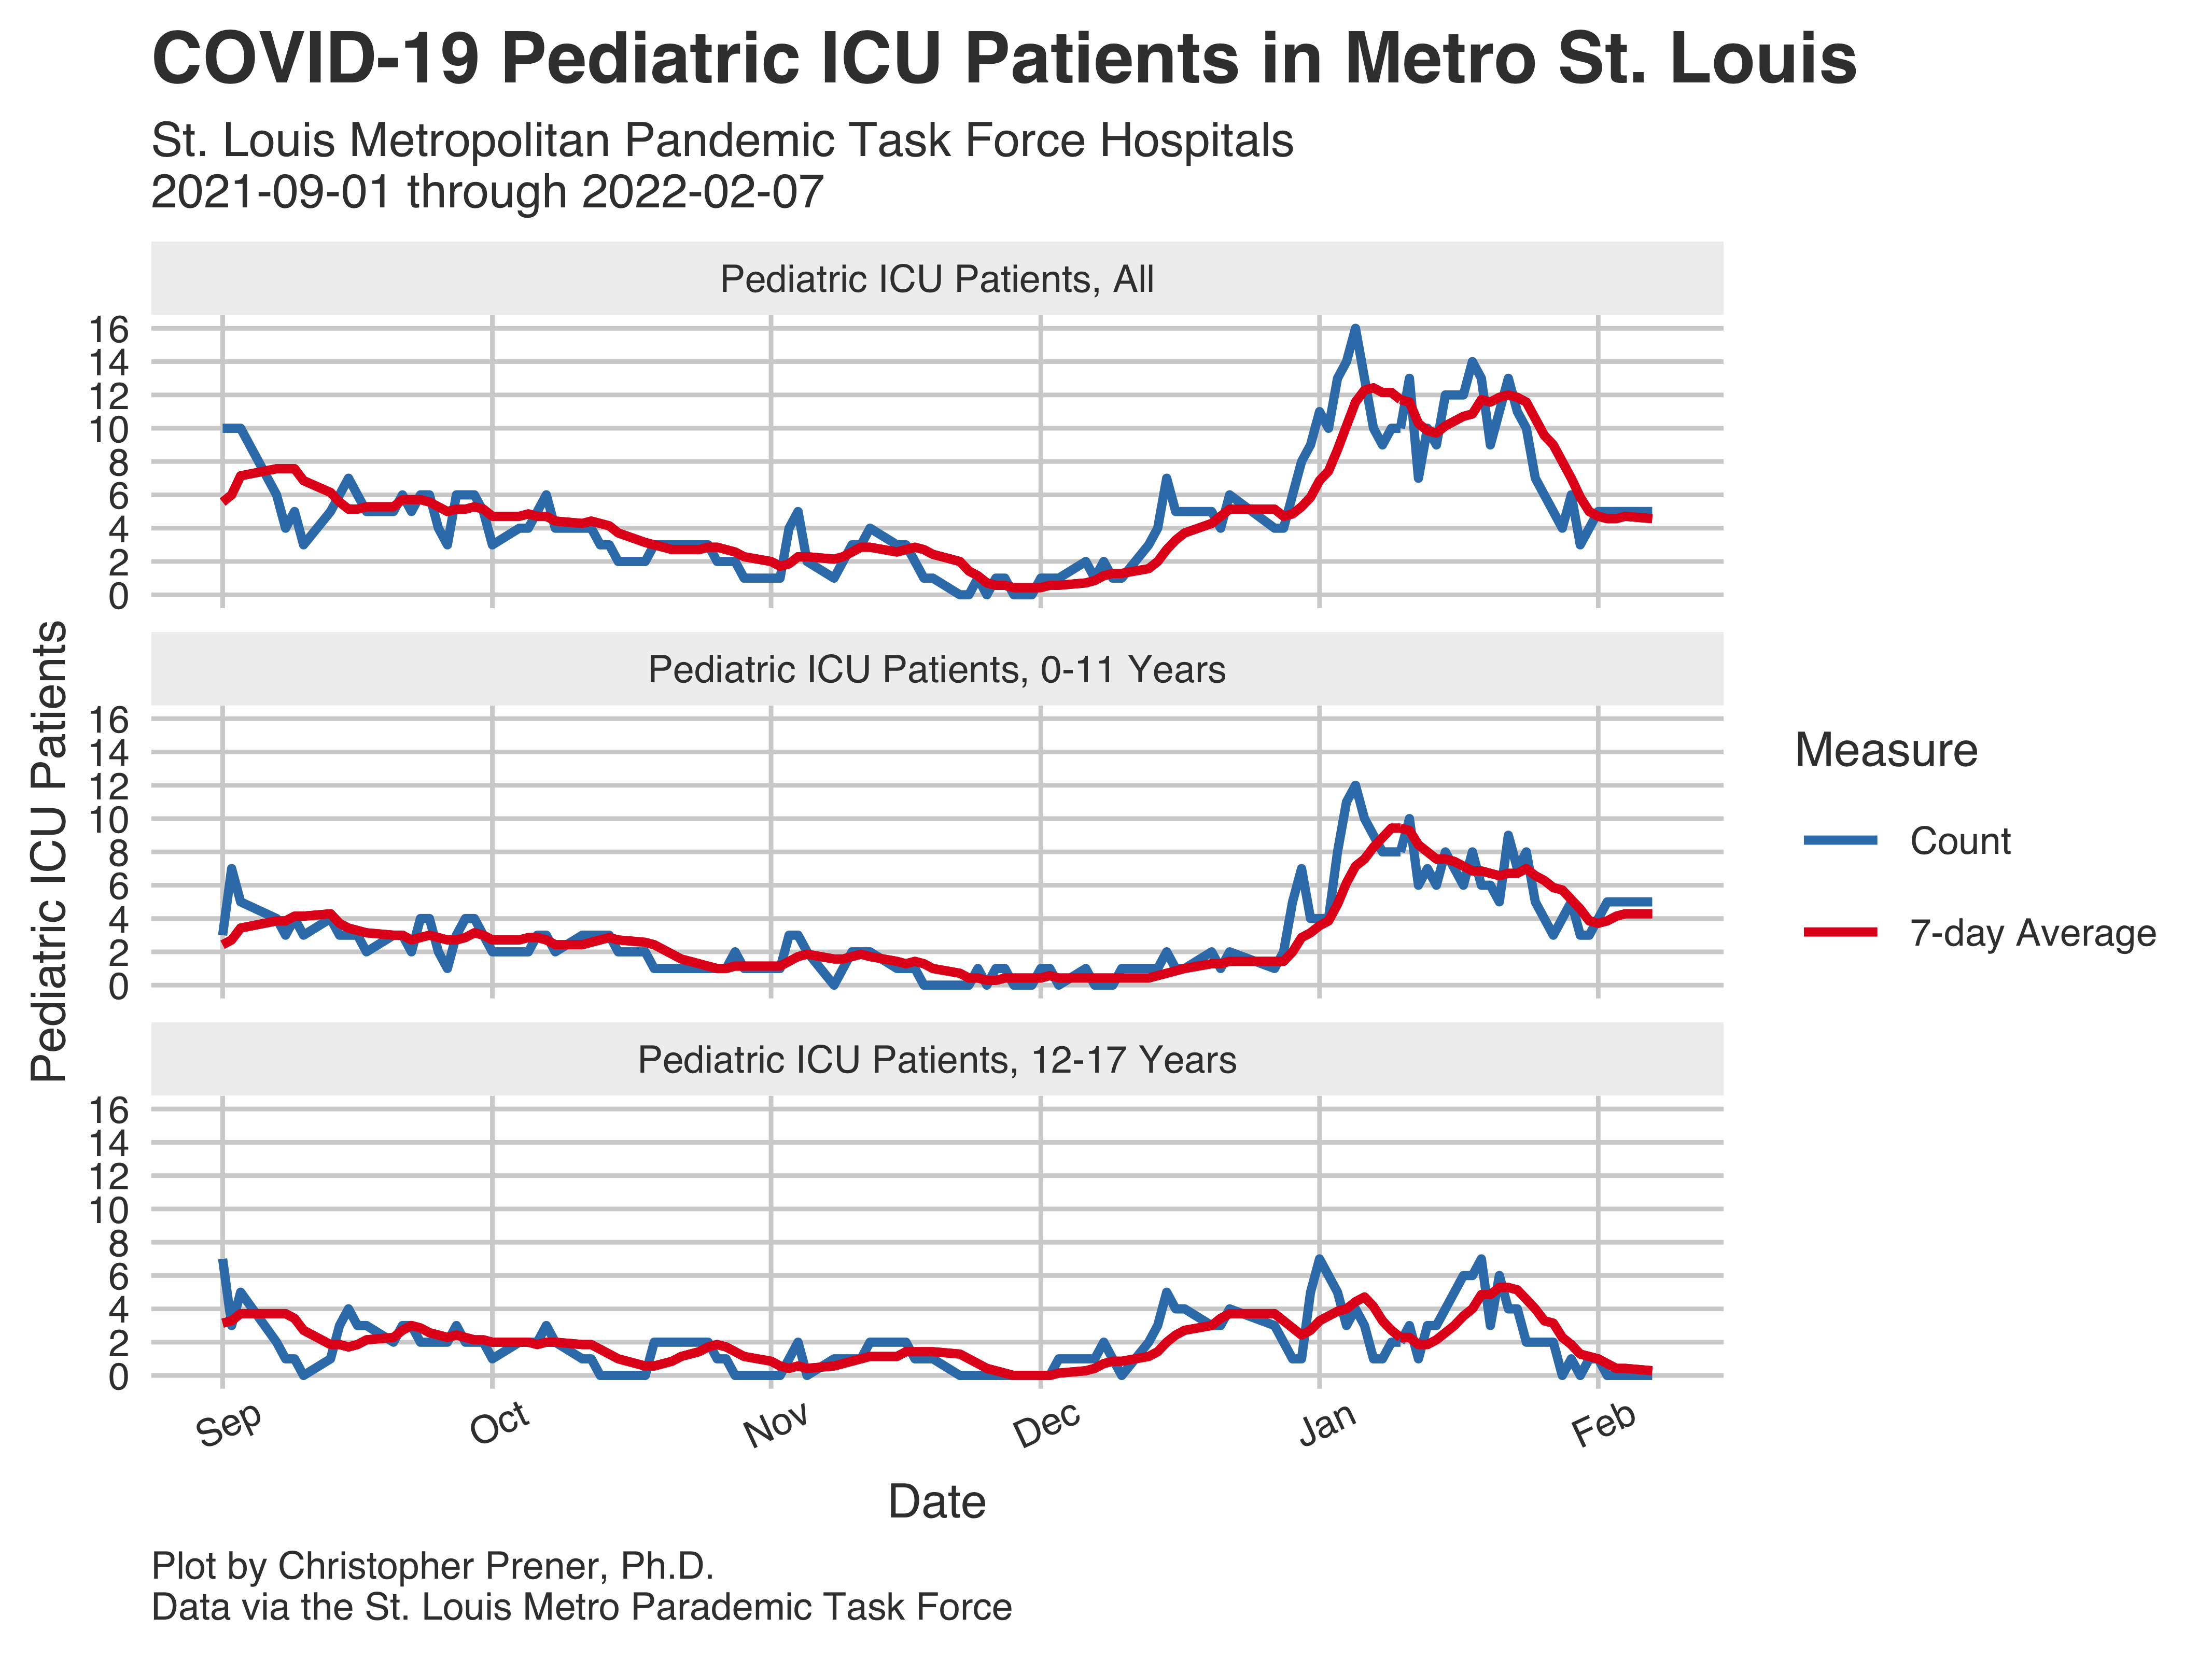 COVID-19 Pediatric ICU Patients in Metro St. Louis
St. Louis Metropolitan Pandemic Task Force Hospitals
2021-09-01 through 2022-02-07
Pediatric ICU Patients, All
16
14
12
10
8
6
4
2
0
Pediatric ICU Patients, 0-11 Years
16
14
12
10
8
6
4
2
0
Pediatric ICU Patients, 12-17 Years
16
14
12
10
8
6
4
2
0
Pediatric ICU Patients
Sep Oct Nov Dec Jan Feb
Date
Measure
Count
7-day Average
Plot by Christopher Prener, Ph.D.
Data via the St. Louis Metro Parademic Task Force